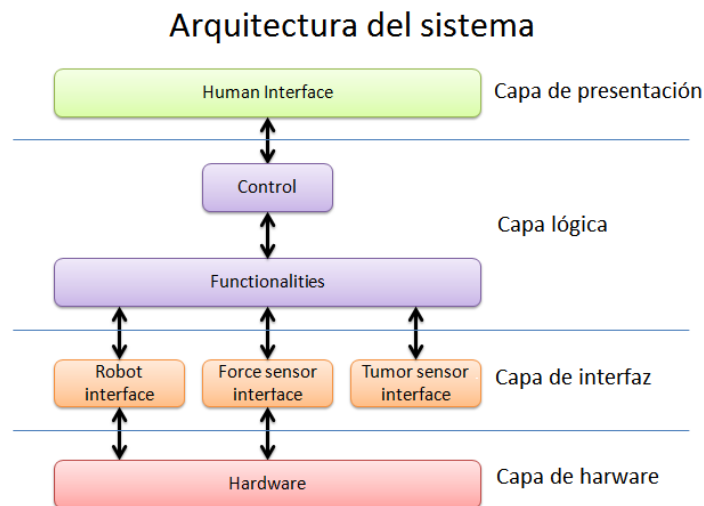 Arquitectura del sistema
Human Interface
Capa de presentación
Control
Capa lógica
Functionalities
Robot
interface
Force sensor
interface
Tumor sensor
interface
Capa de interfaz
Hardware
Capa de harware